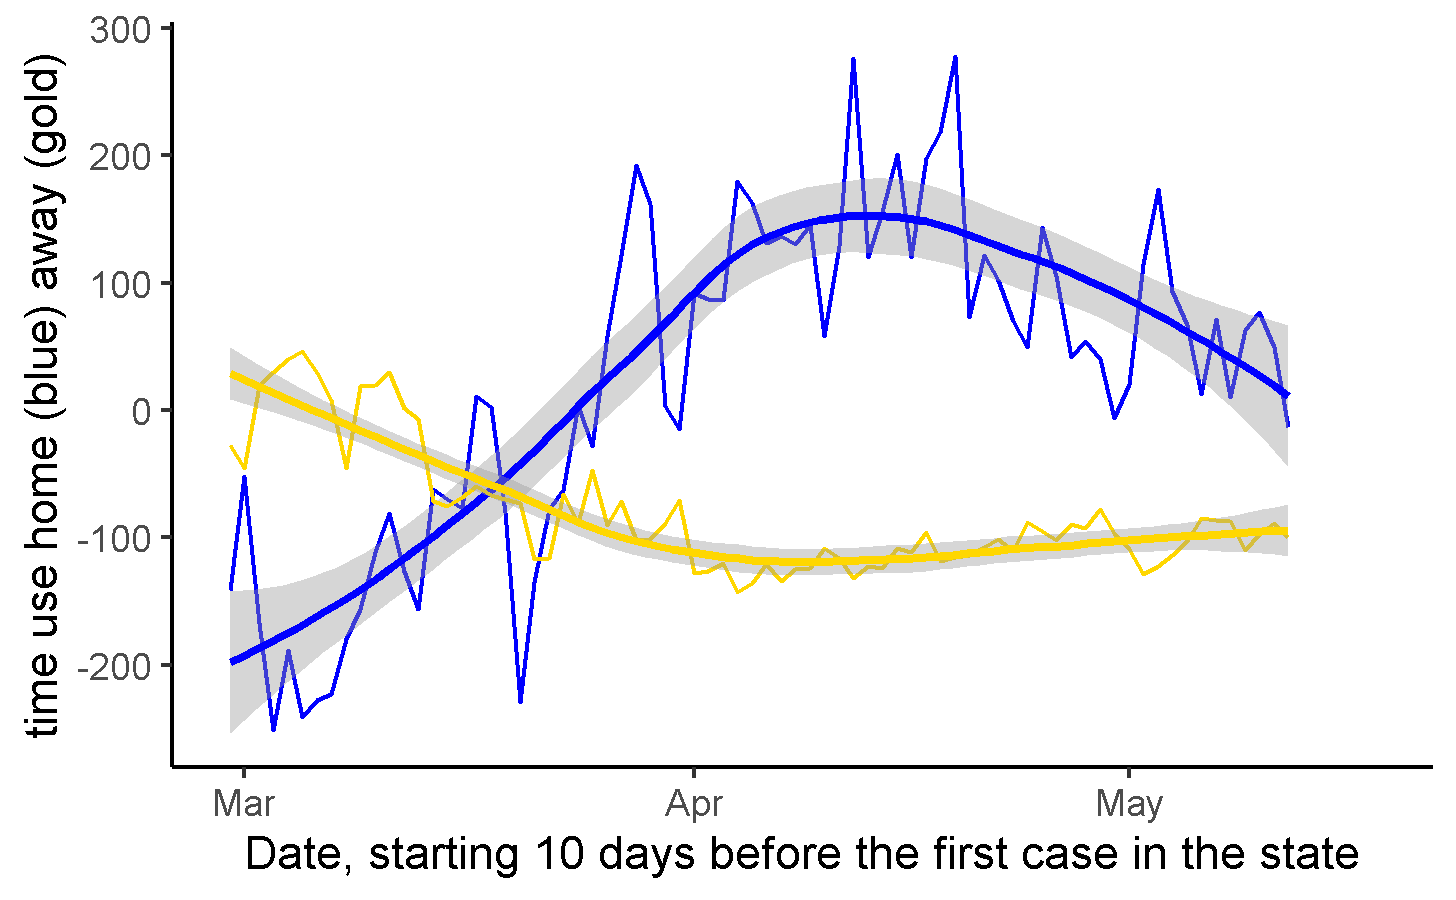 time use home (blue) away (gold)
300
200
100
0
-100
-200
Mar
Apr
May
Date, starting 10 days before the first case in the state